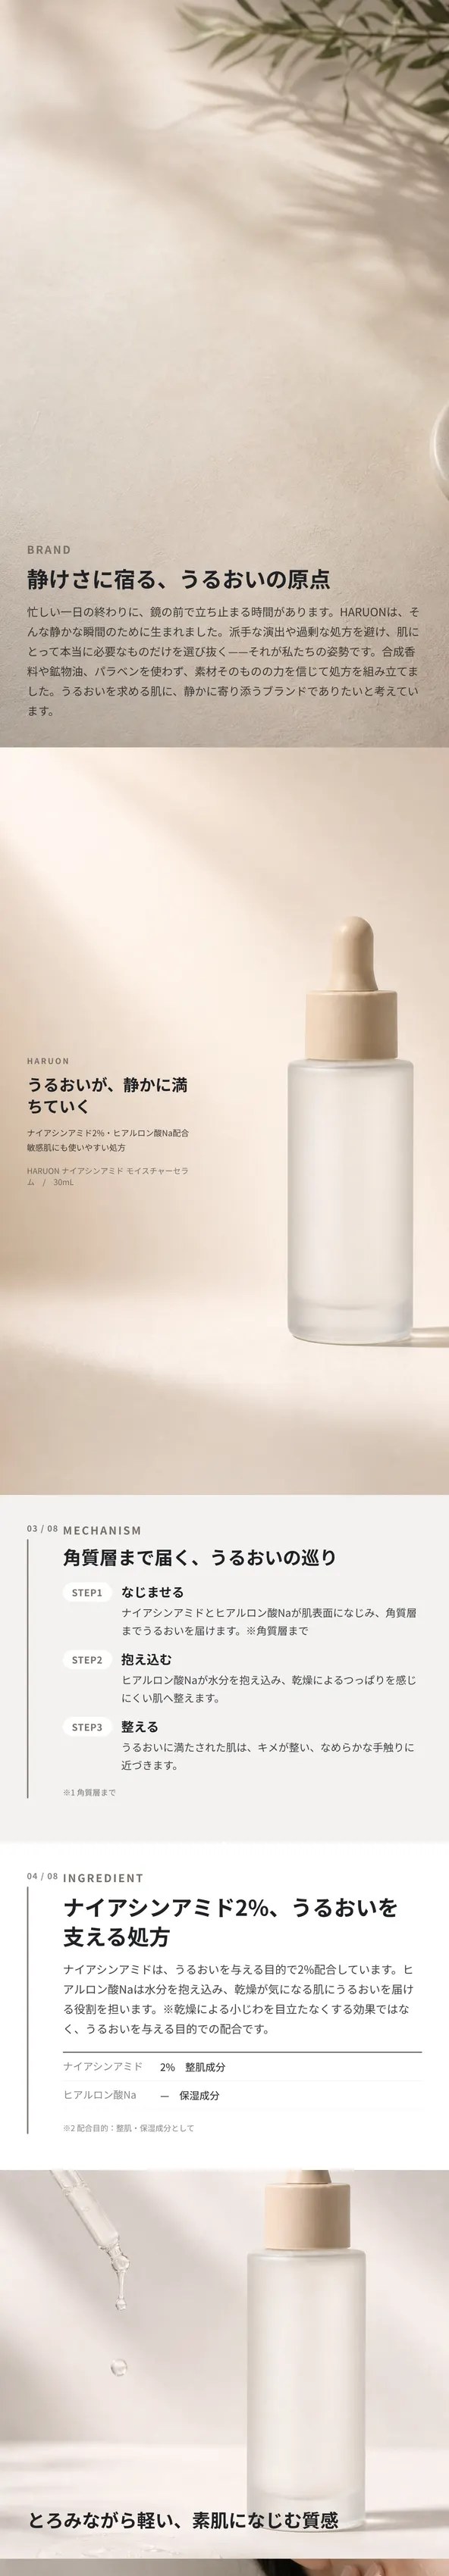 BRAND
静けさに宿る、うるおいの原点
忙しい一日の終わりに、鏡の前で立ち止まる時間があります。HARUONは、そ
んな静かな瞬間のために生まれました。派手な演出や過剰な処方を避け、肌に
とって本当に必要なものだけを選び抜く——それが私たちの姿勢です。合成香
料や鉱物油、パラベンを使わず、素材そのものの力を信じて処方を組み立てま
した。うるおいを求める肌に、静かに寄り添うブランドでありたいと考えてい
ます。
HARUON
うるおいが、静かに満
ちていく
ナイアシンアミド2%・ヒアルロン酸Na配合
敏感肌にも使いやすい処方
HARUON ナイアシンアミド モイスチャーセラ
ム / 30mL
03 / 08 MECHANISM
角質層まで届く、うるおいの巡り
STEP1 なじませる
ナイアシンアミドとヒアルロン酸Naが肌表面になじみ、角質層
までうるおいを届けます。※角質層まで
STEP2 抱え込む
ヒアルロン酸Naが水分を抱え込み、乾燥によるつっぱりを感じ
にくい肌へ整えます。
STEP3 整える
うるおいに満たされた肌は、キメが整い、なめらかな手触りに
近づきます。
※1 角質層まで
04 / 08 INGREDIENT
ナイアシンアミド2%、うるおいを
支える処方
ナイアシンアミドは、うるおいを与える目的で2%配合しています。ヒ
アルロン酸Naは水分を抱え込み、乾燥が気になる肌にうるおいを届け
る役割を担います。※乾燥による小じわを目立たなくする効果ではな
く、うるおいを与える目的での配合です。
ナイアシンアミド 2% 整肌成分
ヒアルロン酸Na — 保湿成分
※2 配合目的：整肌・保湿成分として
とろみながら軽い、素肌になじむ質感